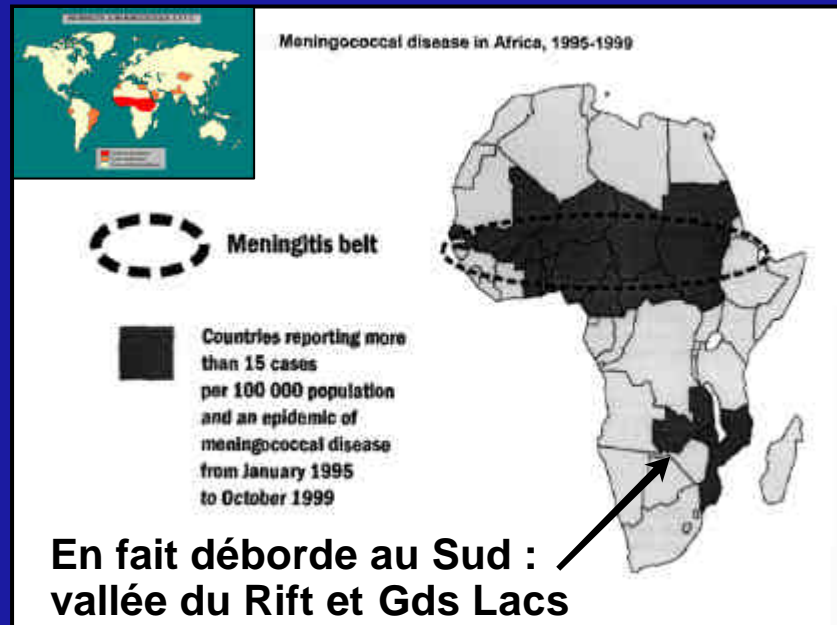 Meningococcal disease in Africa, 1995-1999
Meningitis belt
Countries reporting more
than 15 cases
per 100 000 population
and an epidemic of
meningococcal disease
from January 1995
to October 1999
En fait déborde au Sud :
vallée du Rift et Gds Lacs